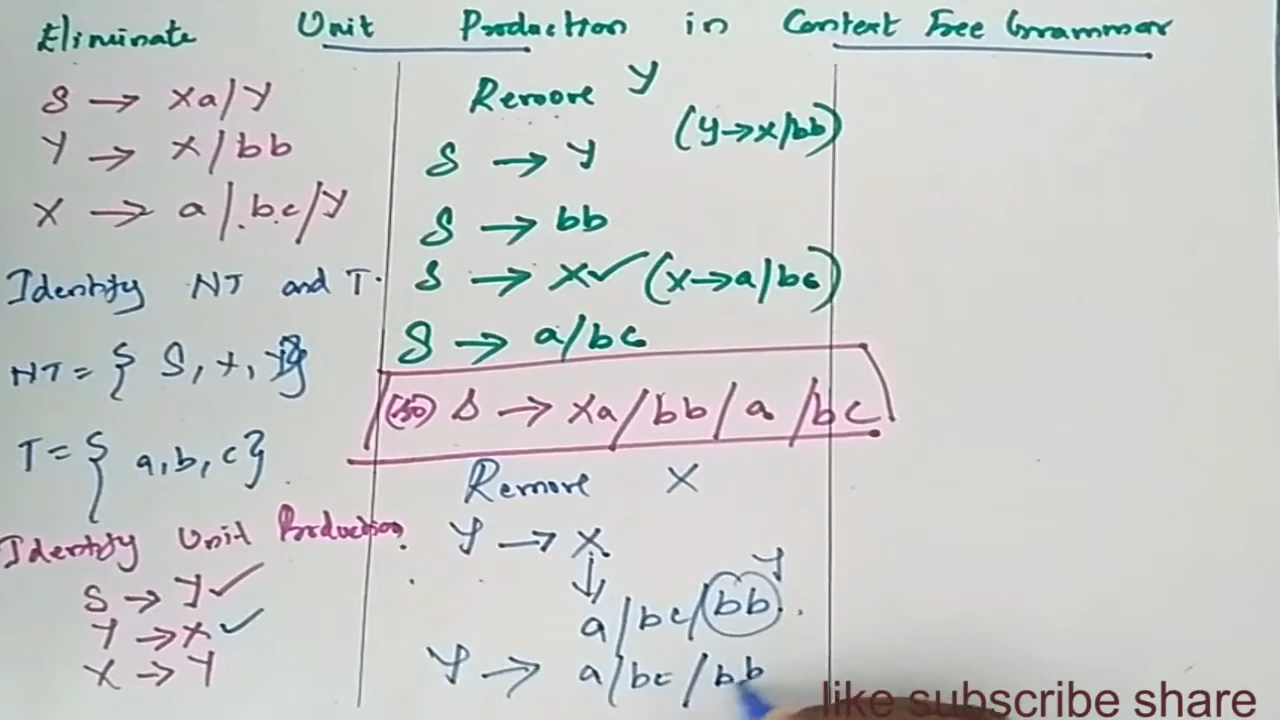 Eliminate Unit Production in Context Free Grammar
S → Xa/Y
Y → X/bb
X → a/bc/Y
Identify NT and T.
NT = { S, X, Y}
T = { a, b, c}
Identify Unit Production.
S → Y ✓
Y → X ✓
X → Y
Remove Y
(Y→X/bb)
S → Y
S → bb
S → X ✓ (X→a/bc)
S → a/bc
(so) S → Xa/bb/a/bc
Remove X
Y → X
↓ Y
a/bc/bb.
Y → a/bc/bb
like subscribe share